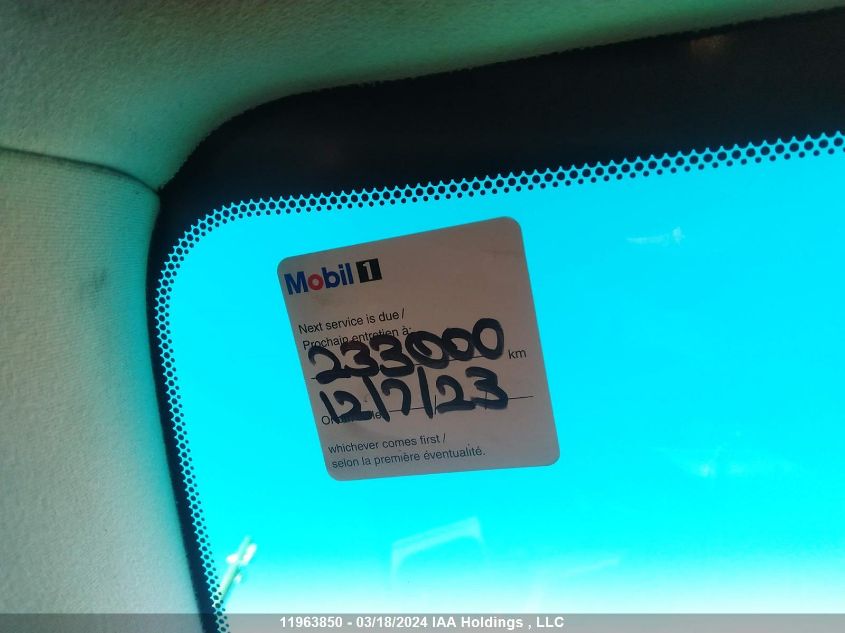 Mobil 1
Next service is due /
Prochain entretien à:
233000 km
12/7/23
whichever comes first /
selon la première éventualité.
11963850 - 03/18/2024 IAA Holdings , LLC